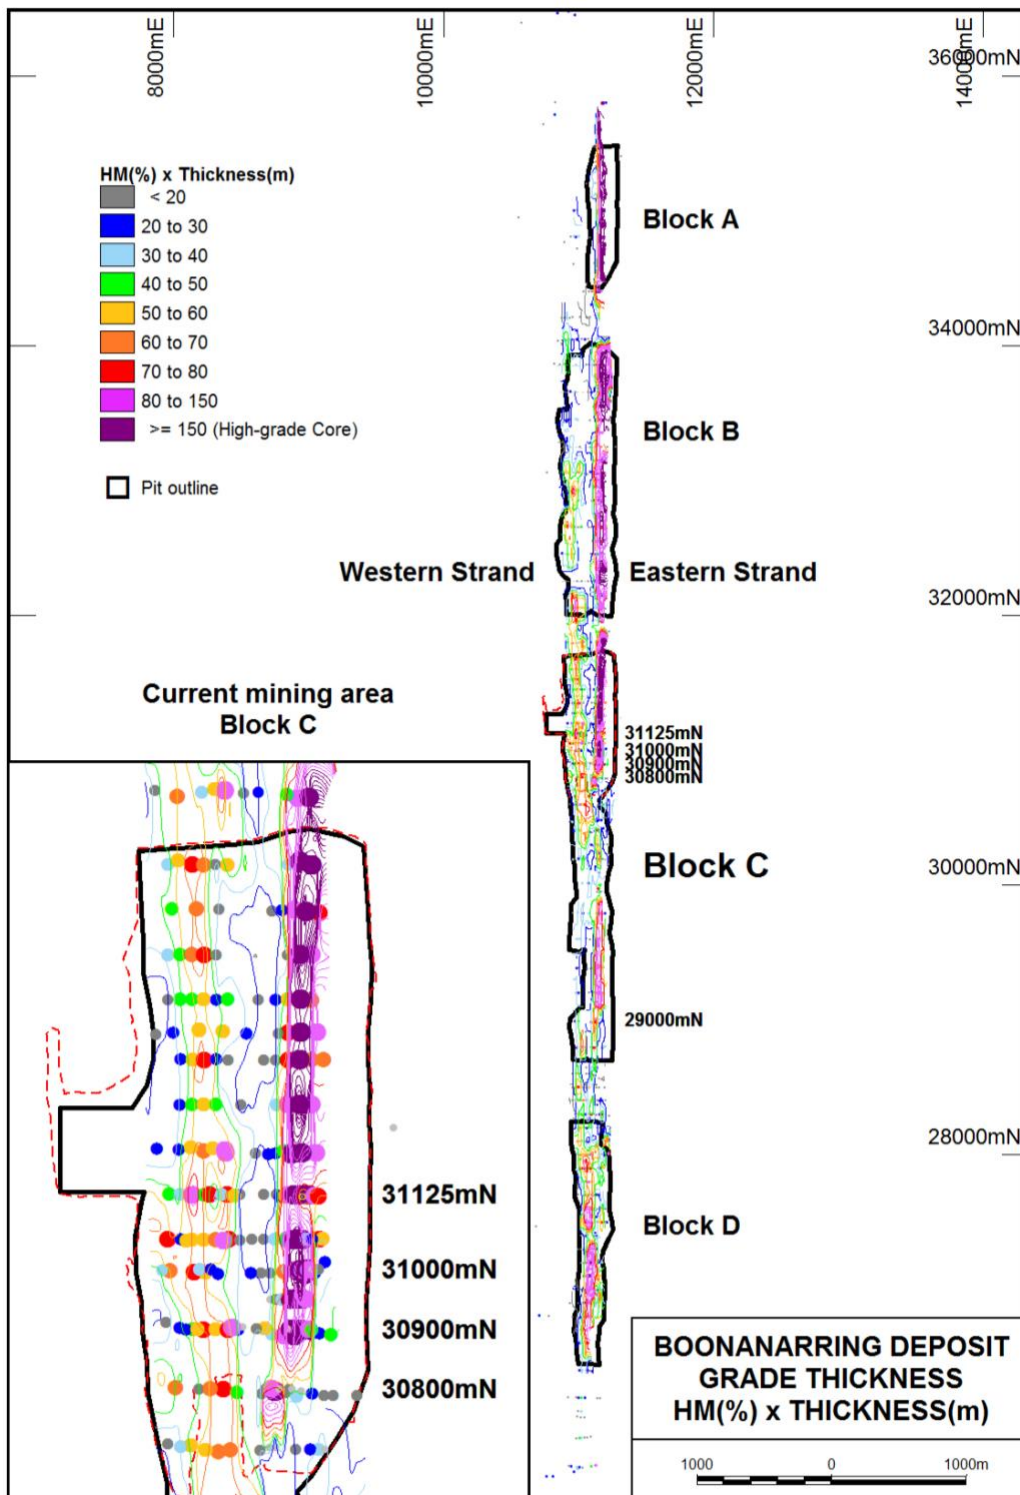 8000mE
10000mE
12000mE
14000mE
36000mN
HM(%) x Thickness(m)
< 20
20 to 30
30 to 40
40 to 50
50 to 60
60 to 70
70 to 80
80 to 150
>= 150 (High-grade Core)
Pit outline
Block A
34000mN
Block B
Western Strand
Eastern Strand
32000mN
Current mining area
Block C
31125mN
31000mN
30900mN
30800mN
Block C
30000mN
29000mN
28000mN
Block D
31125mN
31000mN
30900mN
30800mN
BOONANARRING DEPOSIT
GRADE THICKNESS
HM(%) x THICKNESS(m)
1000 0 1000m